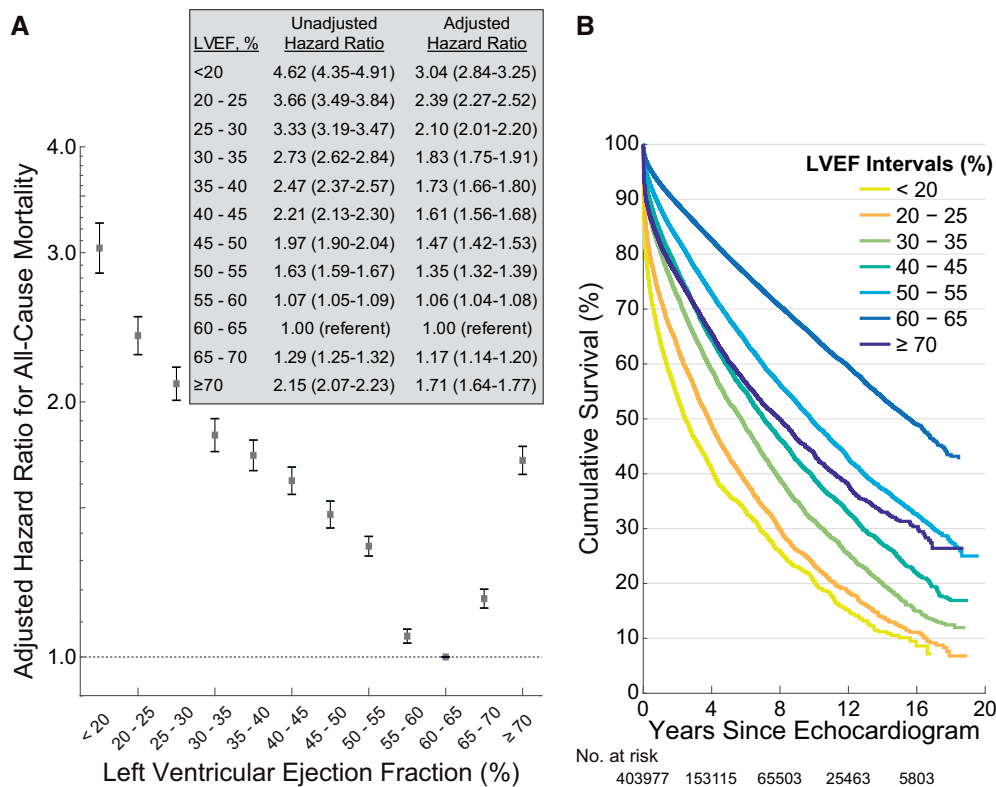 A
Unadjusted Adjusted
LVEF, % Hazard Ratio Hazard Ratio
<20 4.62 (4.35-4.91) 3.04 (2.84-3.25)
20 - 25 3.66 (3.49-3.84) 2.39 (2.27-2.52)
25 - 30 3.33 (3.19-3.47) 2.10 (2.01-2.20)
30 - 35 2.73 (2.62-2.84) 1.83 (1.75-1.91)
35 - 40 2.47 (2.37-2.57) 1.73 (1.66-1.80)
40 - 45 2.21 (2.13-2.30) 1.61 (1.56-1.68)
45 - 50 1.97 (1.90-2.04) 1.47 (1.42-1.53)
50 - 55 1.63 (1.59-1.67) 1.35 (1.32-1.39)
55 - 60 1.07 (1.05-1.09) 1.06 (1.04-1.08)
60 - 65 1.00 (referent) 1.00 (referent)
65 - 70 1.29 (1.25-1.32) 1.17 (1.14-1.20)
≥70 2.15 (2.07-2.23) 1.71 (1.64-1.77)
Adjusted Hazard Ratio for All-Cause Mortality
4.0
3.0
2.0
1.0
< 20 20 - 25 25 - 30 30 - 35 35 - 40 40 - 45 45 - 50 50 - 55 55 - 60 60 - 65 65 - 70 ≥ 70
Left Ventricular Ejection Fraction (%)
B
Cumulative Survival (%)
100
90
80
70
60
50
40
30
20
10
0
LVEF Intervals (%)
< 20
20 – 25
30 – 35
40 – 45
50 – 55
60 – 65
≥ 70
0 4 8 12 16 20
Years Since Echocardiogram
No. at risk
403977 153115 65503 25463 5803